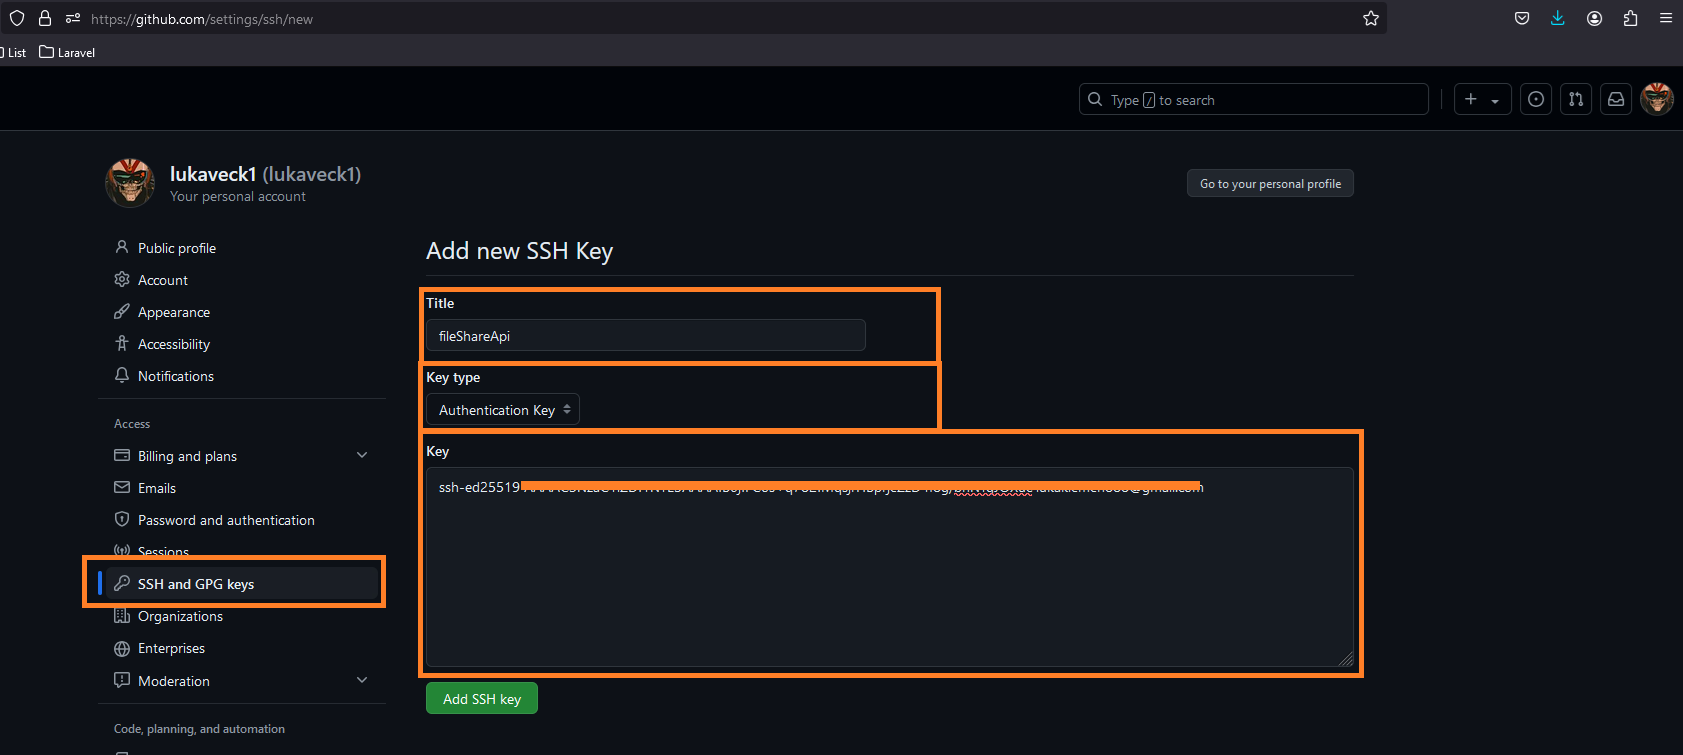 https://github.com/settings/ssh/new
List Laravel
Type / to search
lukaveck1 (lukaveck1)
Your personal account
Go to your personal profile
Public profile
Account
Appearance
Accessibility
Notifications
Access
Billing and plans
Emails
Password and authentication
Sessions
SSH and GPG keys
Organizations
Enterprises
Moderation
Code, planning, and automation
Add new SSH Key
Title
fileShareApi
Key type
Authentication Key
Key
ssh-ed25519
Add SSH key